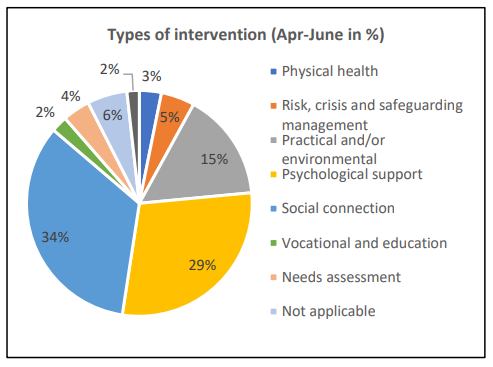 Types of intervention (Apr-June in %)
2%
3%
4%
5%
2%
6%
15%
34%
29%
Physical health
Risk, crisis and safeguarding
management
Practical and/or
environmental
Psychological support
Social connection
Vocational and education
Needs assessment
Not applicable